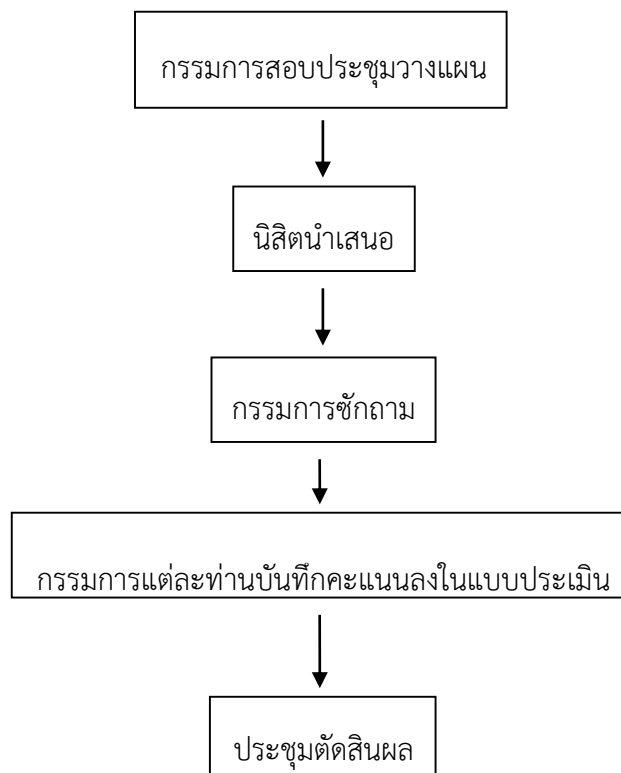 กรรมการสอบประชุมวางแผน
นิสิตนำเสนอ
กรรมการซักถาม
กรรมการแต่ละท่านบันทึกคะแนนลงในแบบประเมิน
ประชุมตัดสินผล